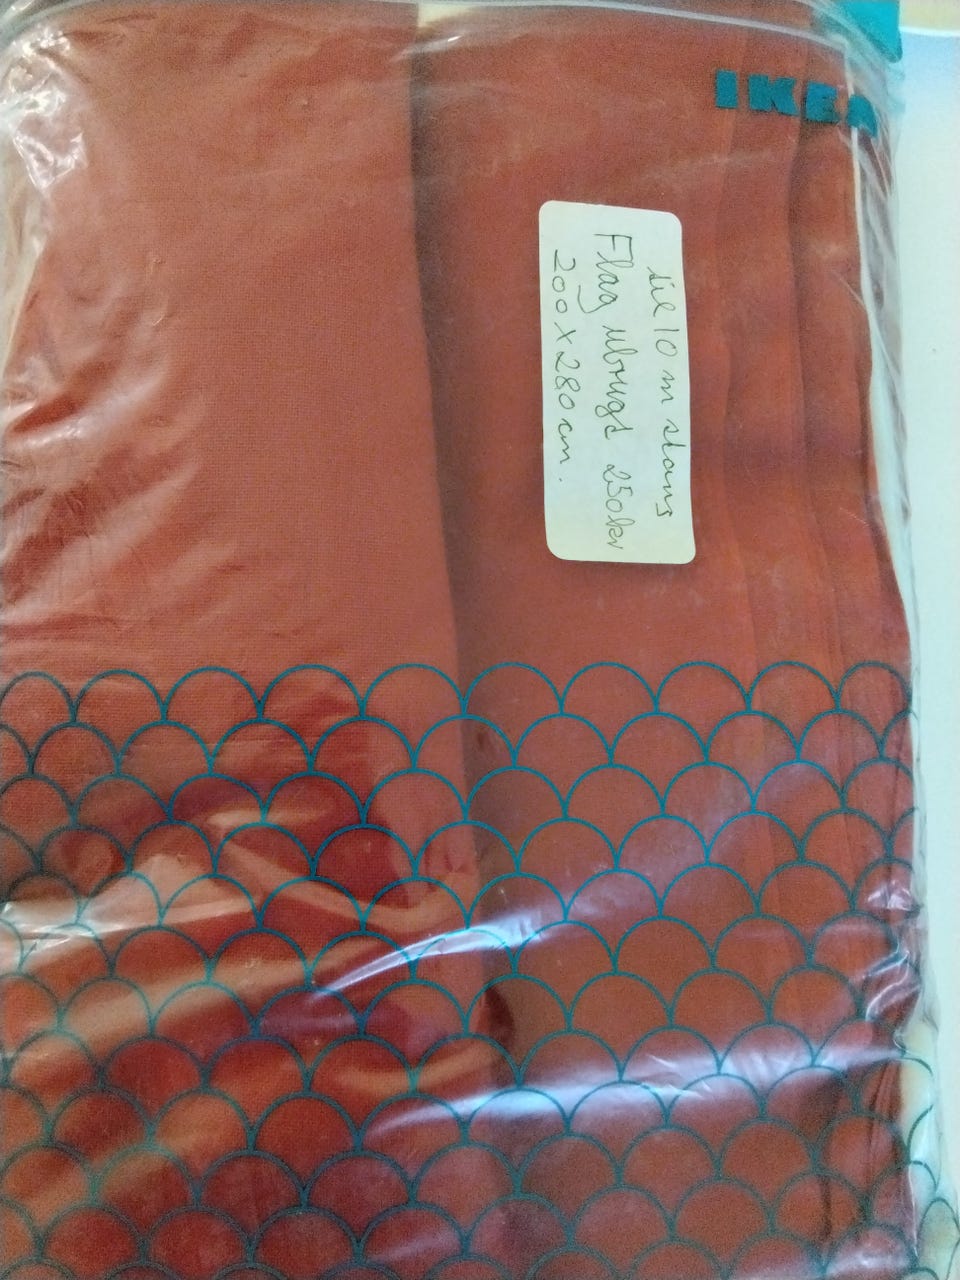 IKEA
til 10 m stang
Flag ubrugt 250kr
200 x 280 cm.